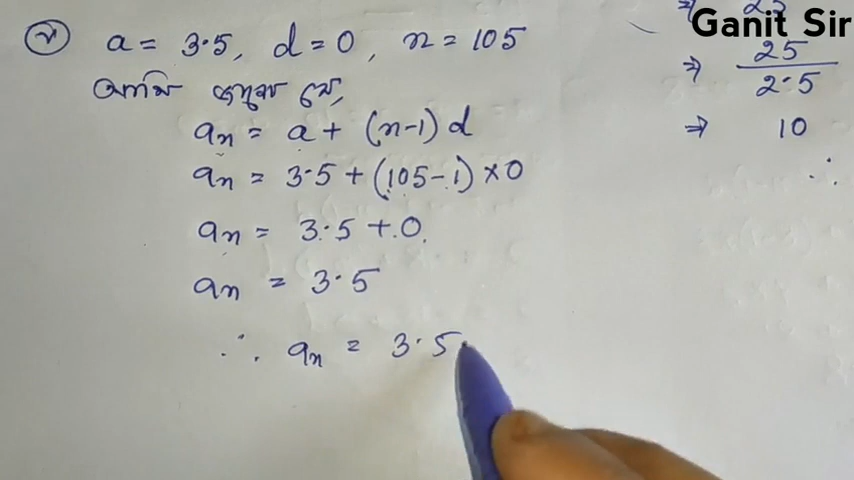 (v) a = 3.5, d = 0, n = 105
আমি জানো যে,
aₙ = a + (n-1) d
aₙ = 3.5 + (105-1) × 0
aₙ = 3.5 + 0
aₙ = 3.5
∴ aₙ = 3.5
Ganit Sir
⇒ 25/2.5
⇒ 10
∴